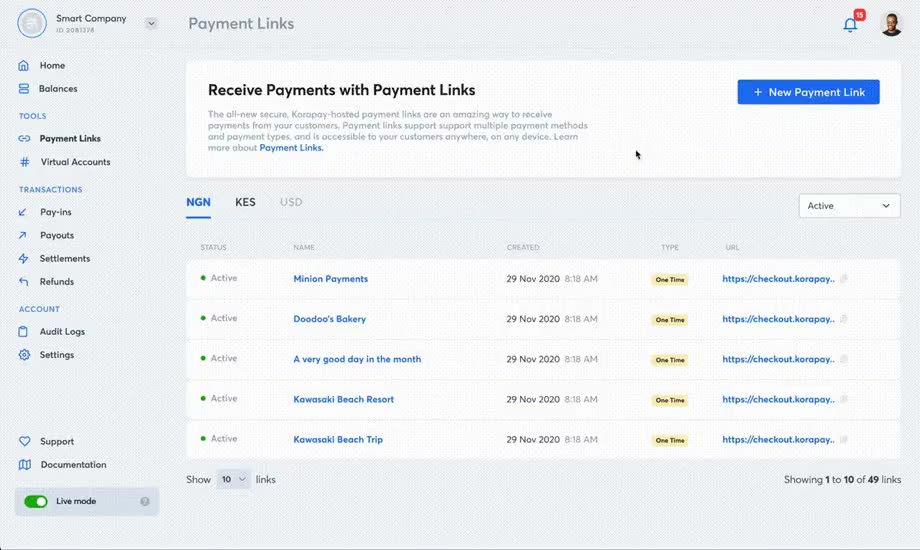 Smart Company
ID 2081278
Payment Links
15
Home
Balances
TOOLS
Payment Links
Virtual Accounts
TRANSACTIONS
Pay-ins
Payouts
Settlements
Refunds
ACCOUNT
Audit Logs
Settings
Support
Documentation
Live mode
?
Receive Payments with Payment Links
+ New Payment Link
The all-new secure, Korapay-hosted payment links are an amazing way to receive
payments from your customers. Payment links support support multiple payment methods
and payment types, and is accessible to your customers anywhere, on any device. Learn
more about Payment Links.
NGN KES USD
Active
STATUS NAME CREATED TYPE URL
Active Minion Payments 29 Nov 2020 8:18 AM One Time https://checkout.korapay..
Active Doodoo's Bakery 29 Nov 2020 8:18 AM One Time https://checkout.korapay..
Active A very good day in the month 29 Nov 2020 8:18 AM One Time https://checkout.korapay..
Active Kawasaki Beach Resort 29 Nov 2020 8:18 AM One Time https://checkout.korapay..
Active Kawasaki Beach Trip 29 Nov 2020 8:18 AM One Time https://checkout.korapay..
Show 10 links
Showing 1 to 10 of 49 links